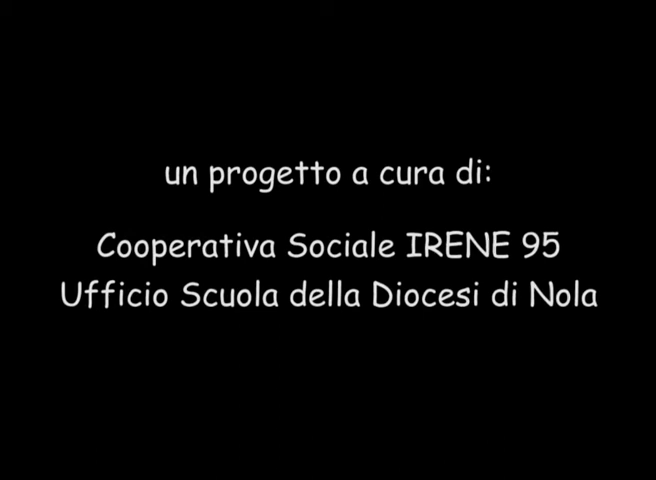 un progetto a cura di:
Cooperativa Sociale IRENE 95
Ufficio Scuola della Diocesi di Nola